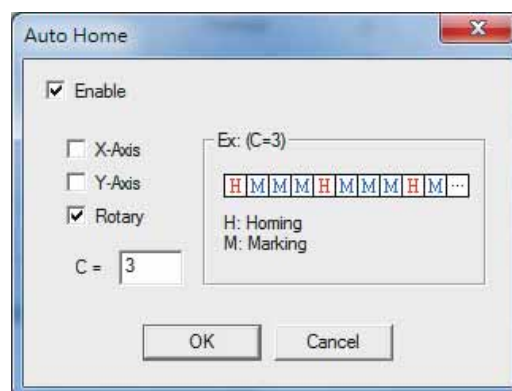 Auto Home
Enable
X-Axis
Y-Axis
Rotary
C = 3
Ex: (C=3)
H M M M H M M M H M ...
H: Homing
M: Marking
OK
Cancel